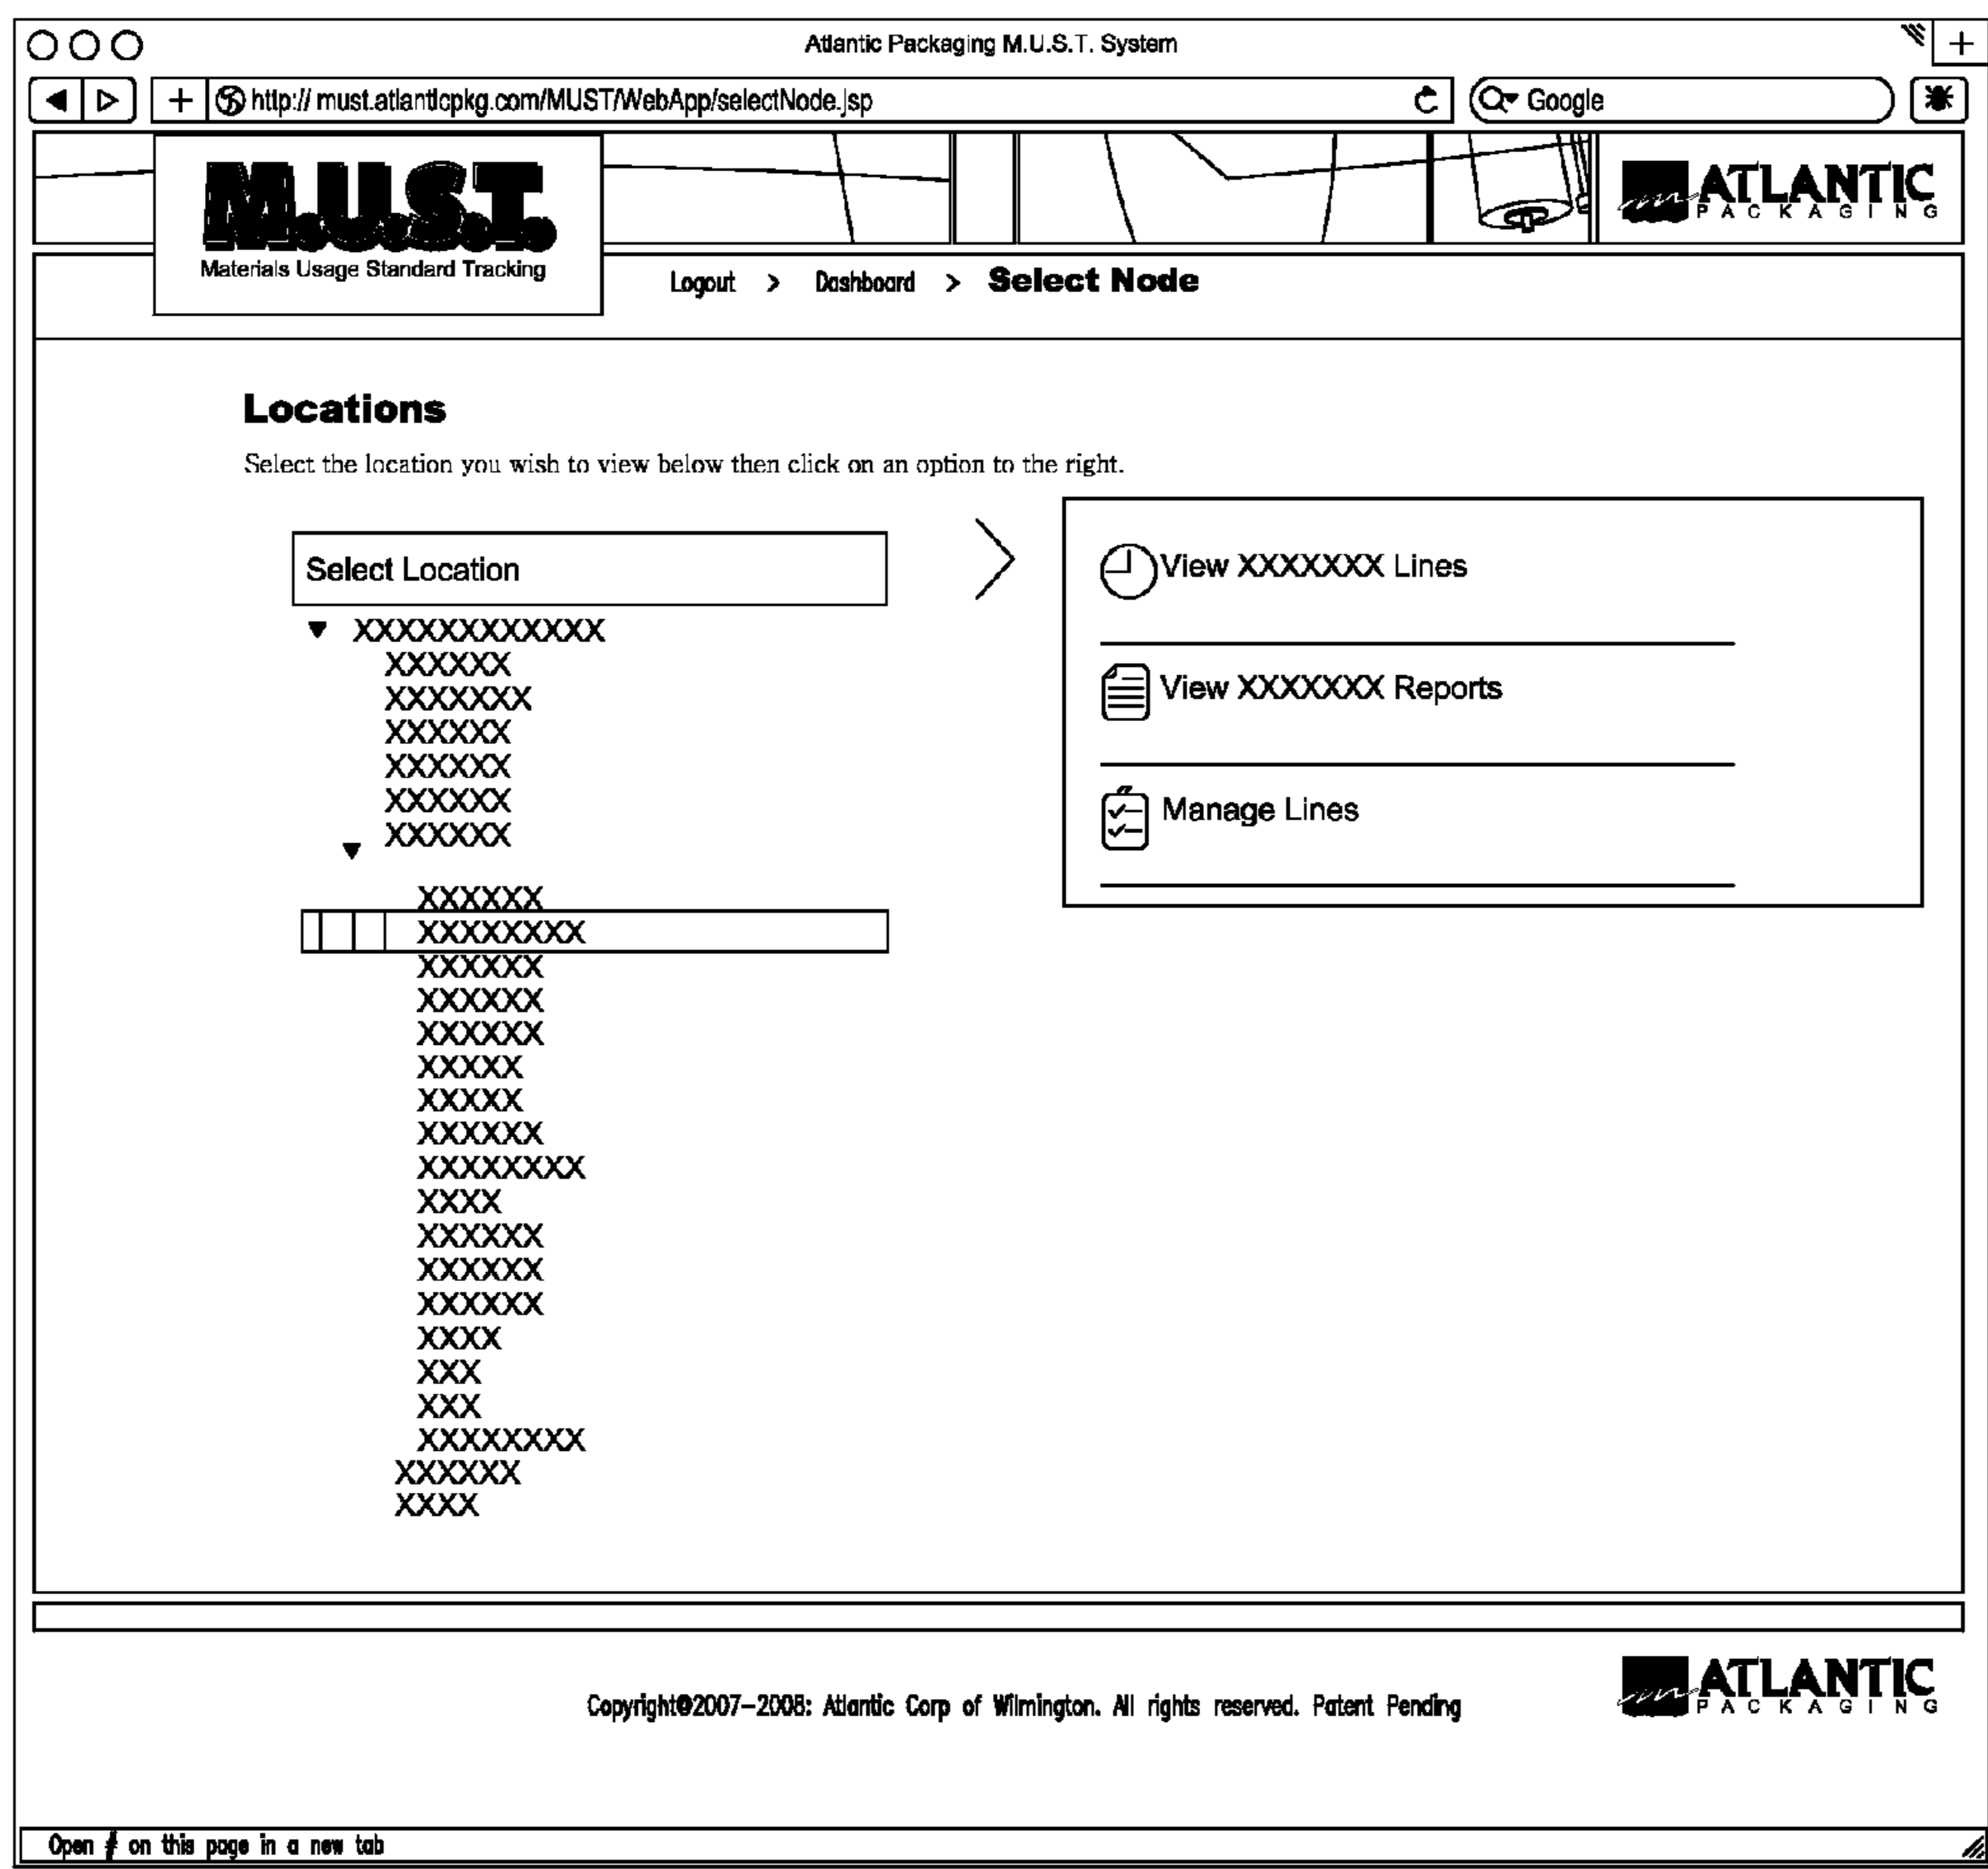 Atlantic Packaging M.U.S.T. System
http:// must.atlanticpkg.com/MUST/WebApp/selectNode.jsp
Google
M.U.S.T.
Materials Usage Standard Tracking
ATLANTIC
PACKAGING
Logout > Dashboard > Select Node
Locations
Select the location you wish to view below then click on an option to the right.
Select Location
XXXXXXXXXXXX
XXXXXX
XXXXXXX
XXXXXX
XXXXXX
XXXXXX
XXXXXX
XXXXXX
XXXXXXXX
XXXXXX
XXXXXX
XXXXXX
XXXXX
XXXXX
XXXXXX
XXXXXXXX
XXXX
XXXXXX
XXXXXX
XXXXXX
XXXX
XXX
XXX
XXXXXXXX
XXXXXX
XXXX
View XXXXXXX Lines
View XXXXXXX Reports
Manage Lines
Copyright©2007-2008: Atlantic Corp of Wilmington. All rights reserved. Patent Pending
ATLANTIC
PACKAGING
Open # on this page in a new tab